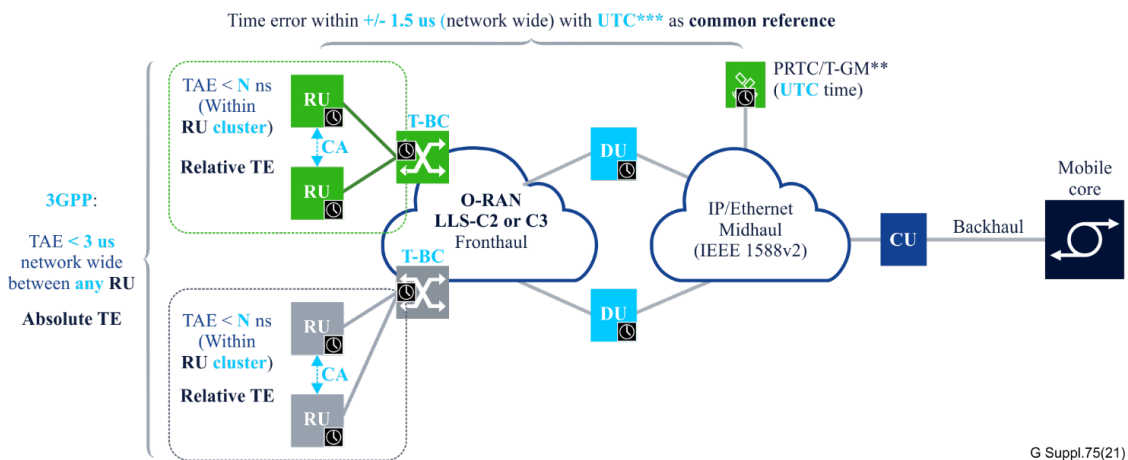 Time error within +/- 1.5 us (network wide) with UTC*** as common reference
PRTC/T-GM**
(UTC time)
TAE < N ns
(Within
RU cluster)
Relative TE
RU
CA
RU
T-BC
DU
3GPP:
TAE < 3 us
network wide
between any RU
Absolute TE
O-RAN
LLS-C2 or C3
Fronthaul
IP/Ethernet
Midhaul
(IEEE 1588v2)
CU
Backhaul
Mobile
core
T-BC
DU
TAE < N ns
(Within
RU cluster)
Relative TE
RU
CA
RU
G Suppl.75(21)